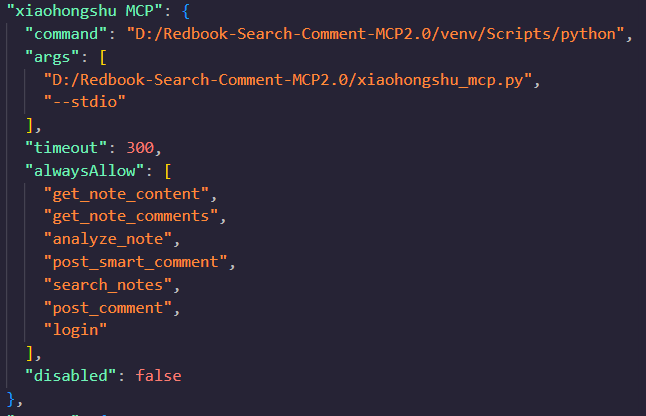 "xiaohongshu MCP": {
"command": "D:/Redbook-Search-Comment-MCP2.0/venv/Scripts/python",
"args": [
"D:/Redbook-Search-Comment-MCP2.0/xiaohongshu_mcp.py",
"--stdio"
],
"timeout": 300,
"alwaysAllow": [
"get_note_content",
"get_note_comments",
"analyze_note",
"post_smart_comment",
"search_notes",
"post_comment",
"login"
],
"disabled": false
},